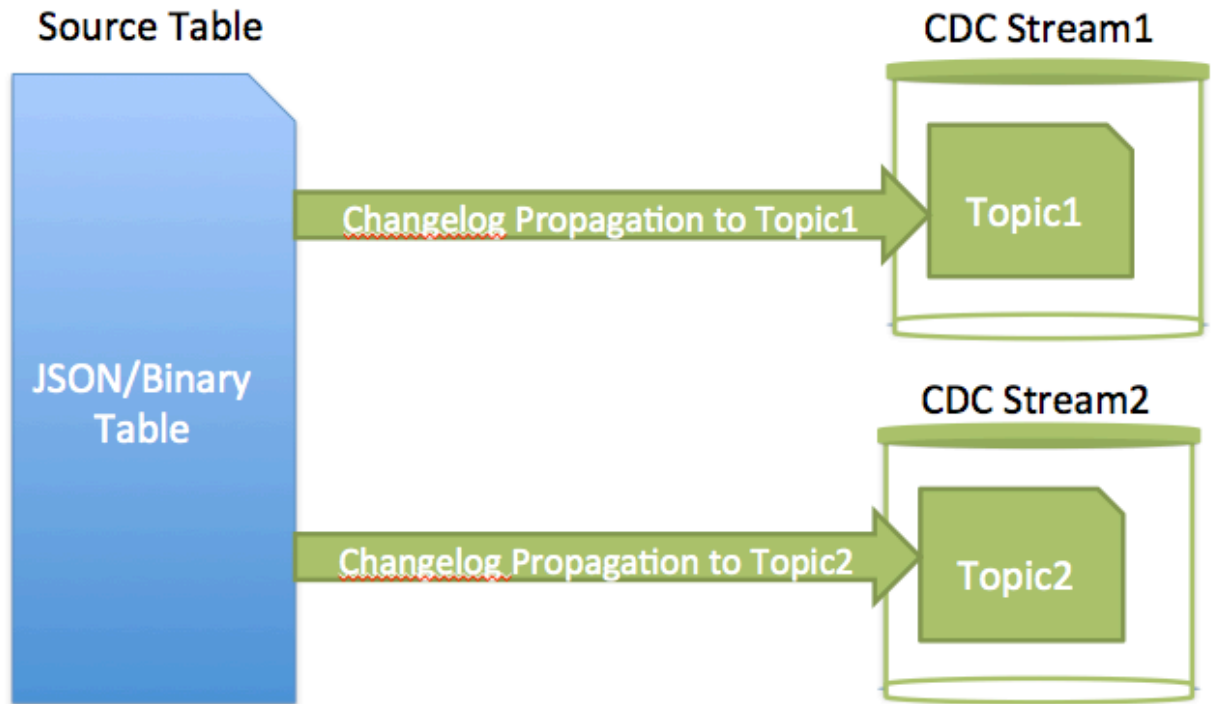 Source Table
CDC Stream1
Changelog Propagation to Topic1
Topic1
JSON/Binary
Table
CDC Stream2
Changelog Propagation to Topic2
Topic2